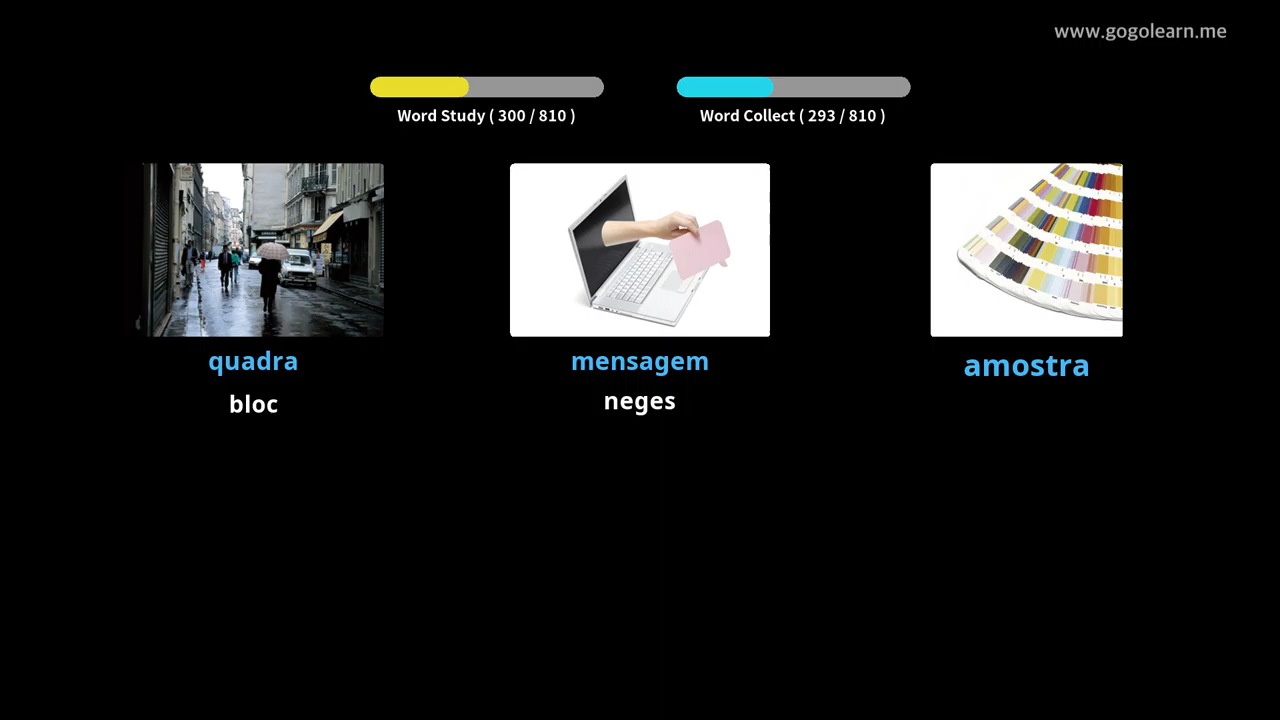 www.gogolearn.me
Word Study ( 300 / 810 )
Word Collect ( 293 / 810 )
quadra
mensagem
amostra
bloc
neges